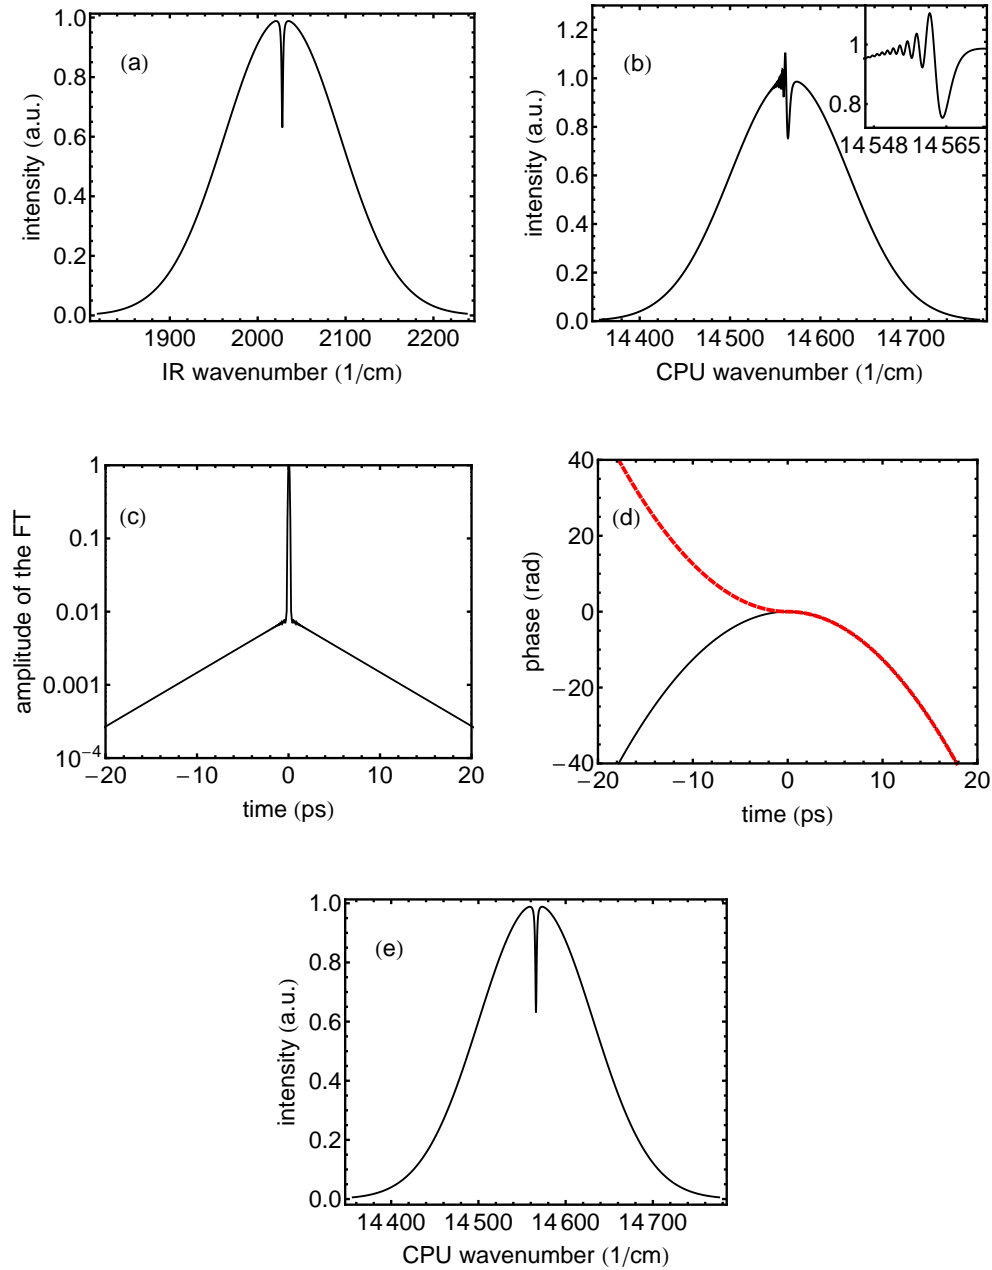 (a)
intensity (a.u.)
1.0
0.8
0.6
0.4
0.2
0.0
1900 2000 2100 2200
IR wavenumber (1/cm)
(b)
intensity (a.u.)
1.2
1.0
0.8
0.6
0.4
0.2
0.0
14 400 14 500 14 600 14 700
CPU wavenumber (1/cm)
1
0.8
14 548 14 565
(c)
amplitude of the FT
1
0.1
0.01
0.001
10⁻⁴
−20 −10 0 10 20
time (ps)
(d)
phase (rad)
40
20
0
−20
−40
−20 −10 0 10 20
time (ps)
(e)
intensity (a.u.)
1.0
0.8
0.6
0.4
0.2
0.0
14 400 14 500 14 600 14 700
CPU wavenumber (1/cm)